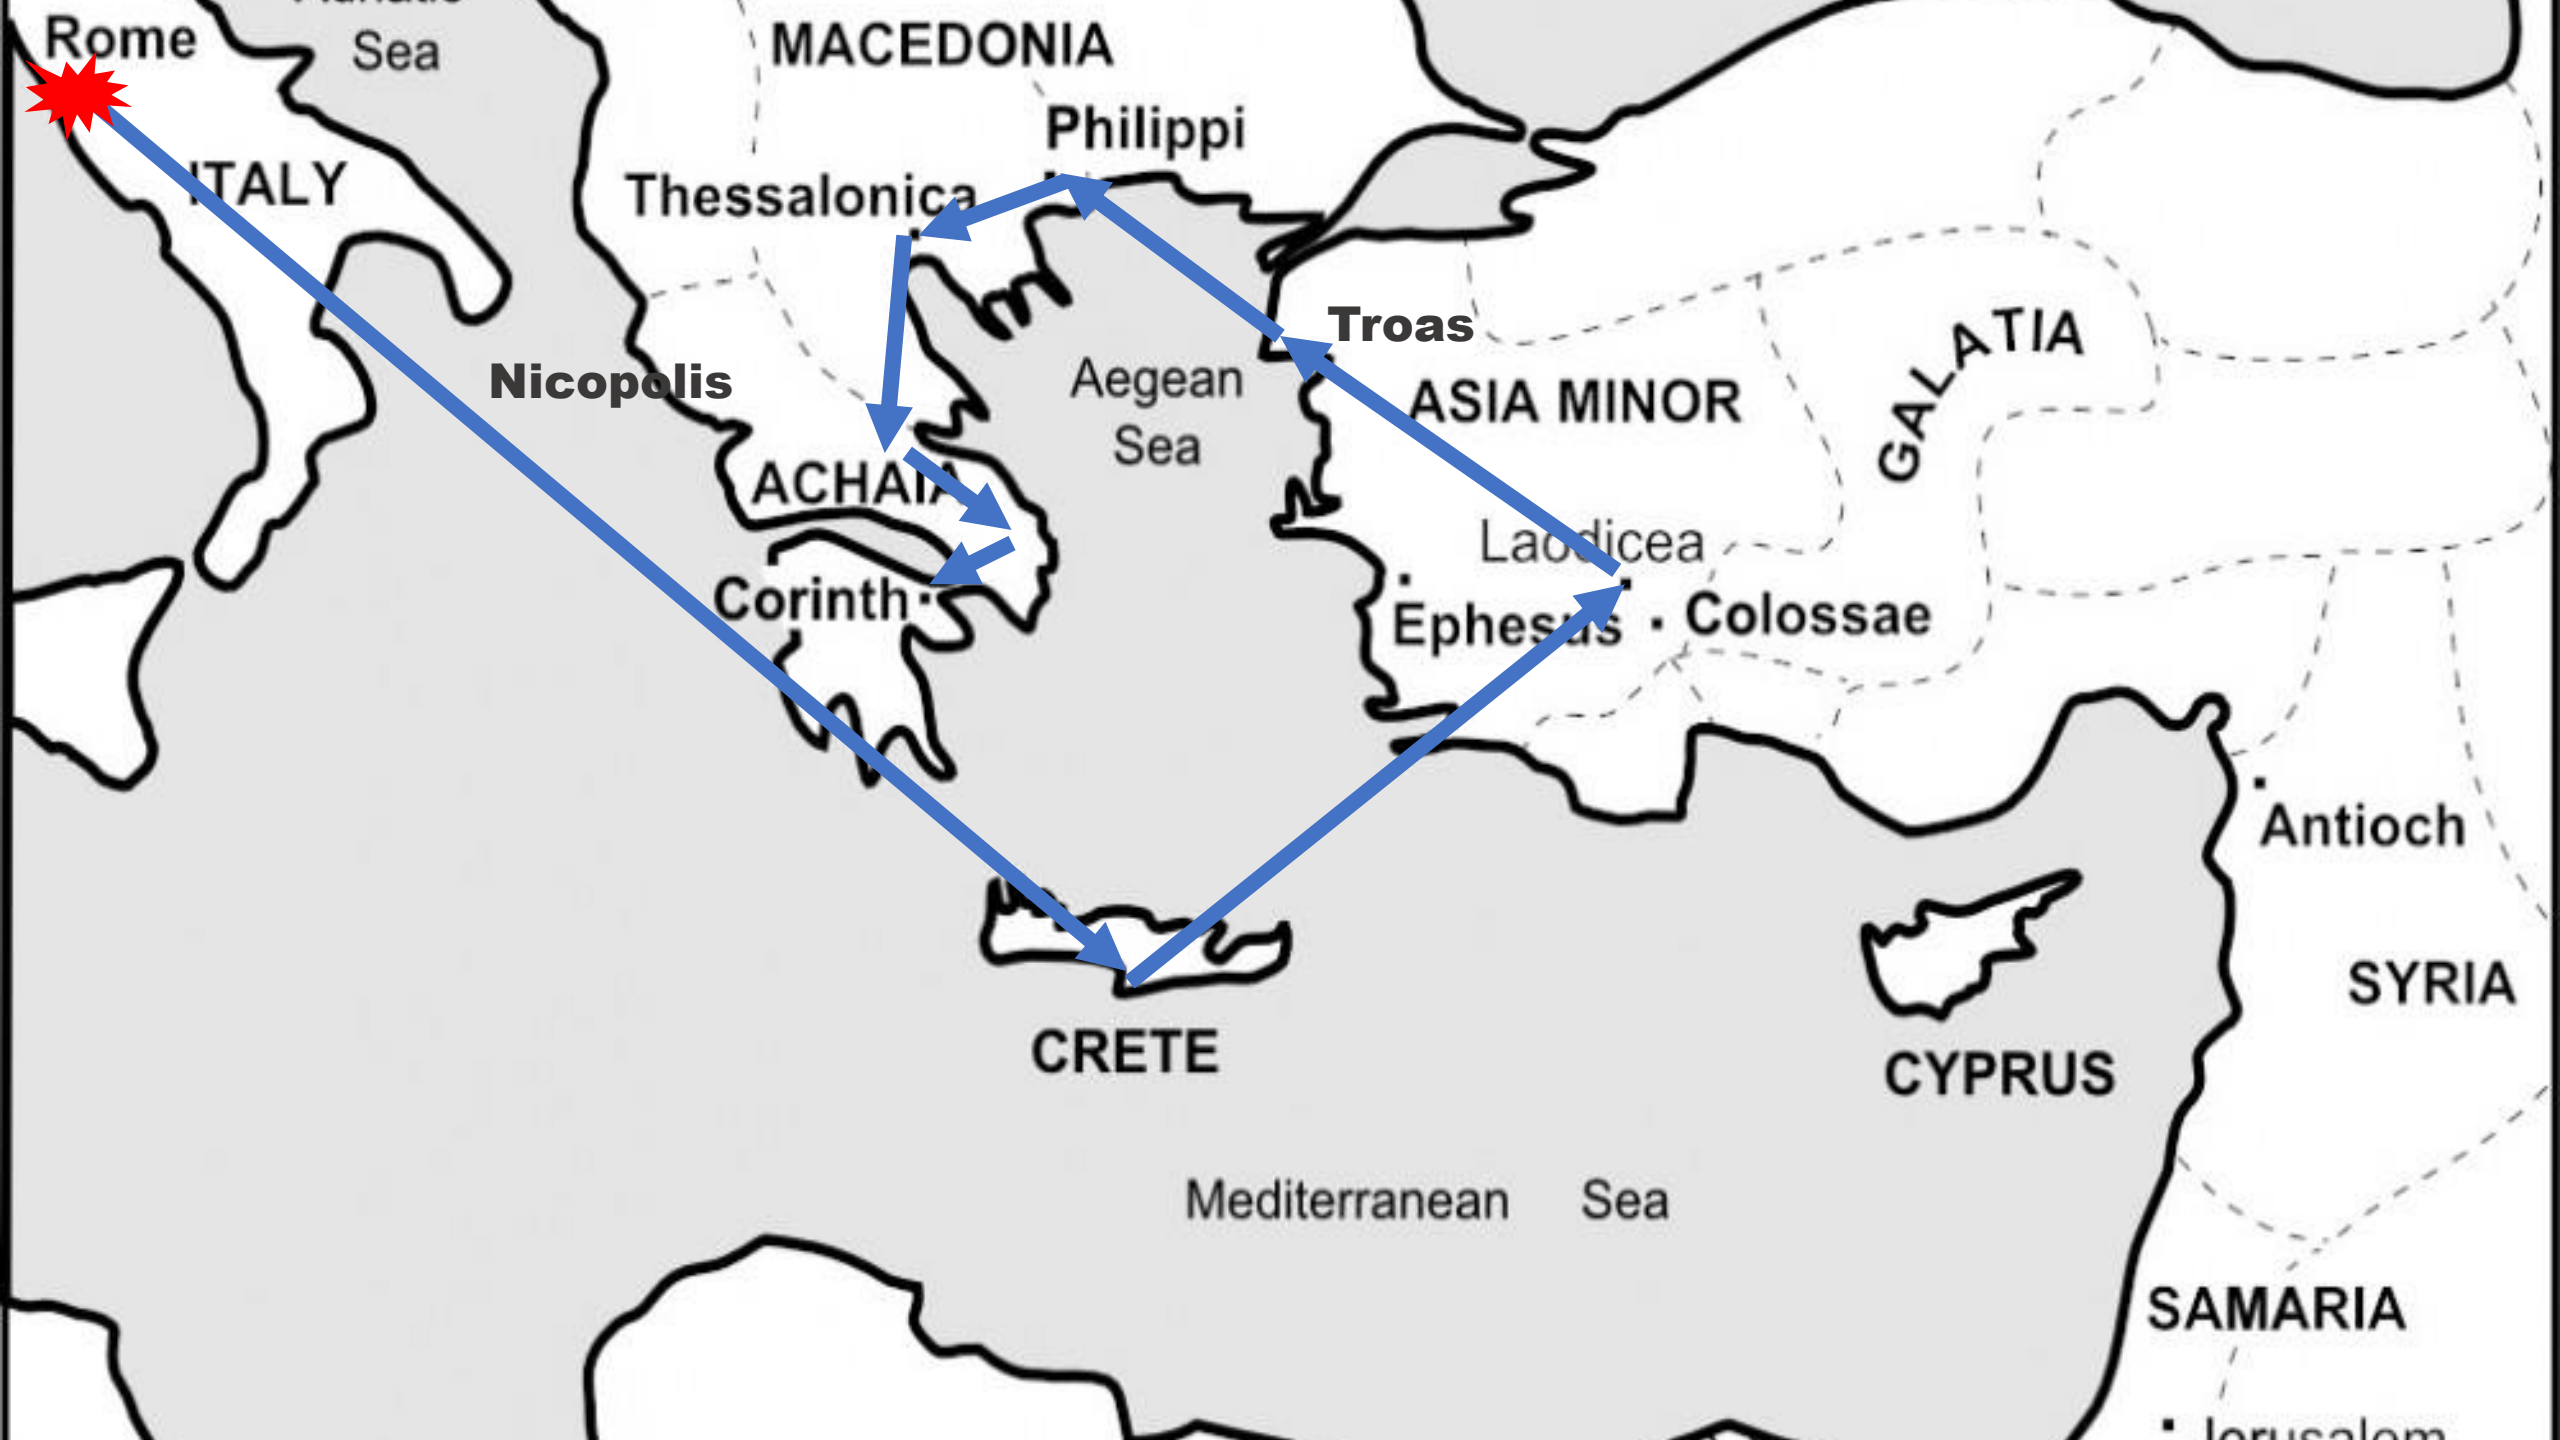 Rome
Sea
MACEDONIA
Philippi
ITALY
Thessalonica
Troas
GALATIA
Nicopolis
Aegean
Sea
ASIA MINOR
ACHAIA
Laodicea
Corinth
Ephesus
Colossae
Antioch
SYRIA
CRETE
CYPRUS
Mediterranean Sea
SAMARIA
Jerusalem